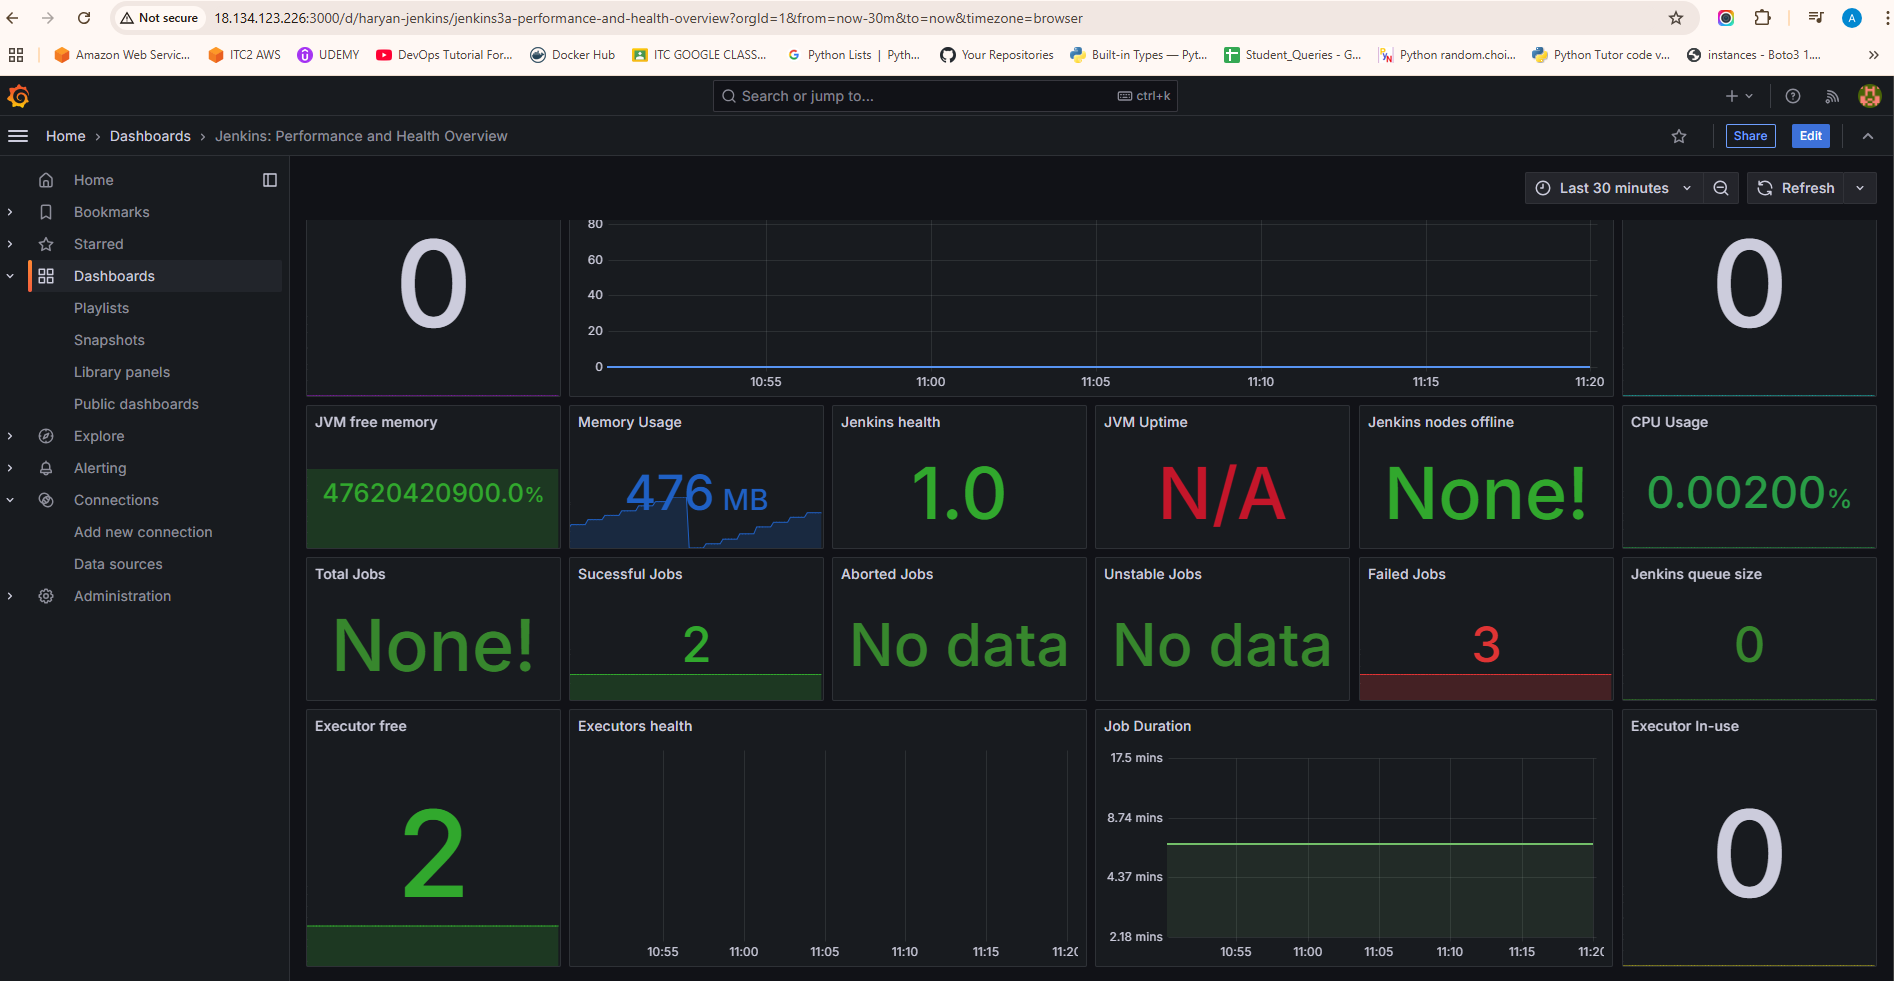 Not secure
18.134.123.226:3000/d/haryan-jenkins/jenkins3a-performance-and-health-overview?orgId=1&from=now-30m&to=now&timezone=browser
A
Amazon Web Servic...
ITC2 AWS
UDEMY
DevOps Tutorial For...
Docker Hub
ITC GOOGLE CLASS...
Python Lists | Pyth...
Your Repositories
Built-in Types — Pyt...
Student_Queries - G...
Python random.choi...
Python Tutor code v...
instances - Boto3 1....
»
Search or jump to...
ctrl+k
Home › Dashboards › Jenkins: Performance and Health Overview
Share
Edit
Home
Bookmarks
Starred
Dashboards
Playlists
Snapshots
Library panels
Public dashboards
Explore
Alerting
Connections
Add new connection
Data sources
Administration
Last 30 minutes
Refresh
0
80
60
40
20
0
10:55 11:00 11:05 11:10 11:15 11:20
0
JVM free memory
47620420900.0%
Memory Usage
476 MB
Jenkins health
1.0
JVM Uptime
N/A
Jenkins nodes offline
None!
CPU Usage
0.00200%
Total Jobs
None!
Sucessful Jobs
2
Aborted Jobs
No data
Unstable Jobs
No data
Failed Jobs
3
Jenkins queue size
0
Executor free
2
Executors health
10:55 11:00 11:05 11:10 11:15 11:20
Job Duration
17.5 mins
8.74 mins
4.37 mins
2.18 mins
10:55 11:00 11:05 11:10 11:15 11:20
Executor In-use
0